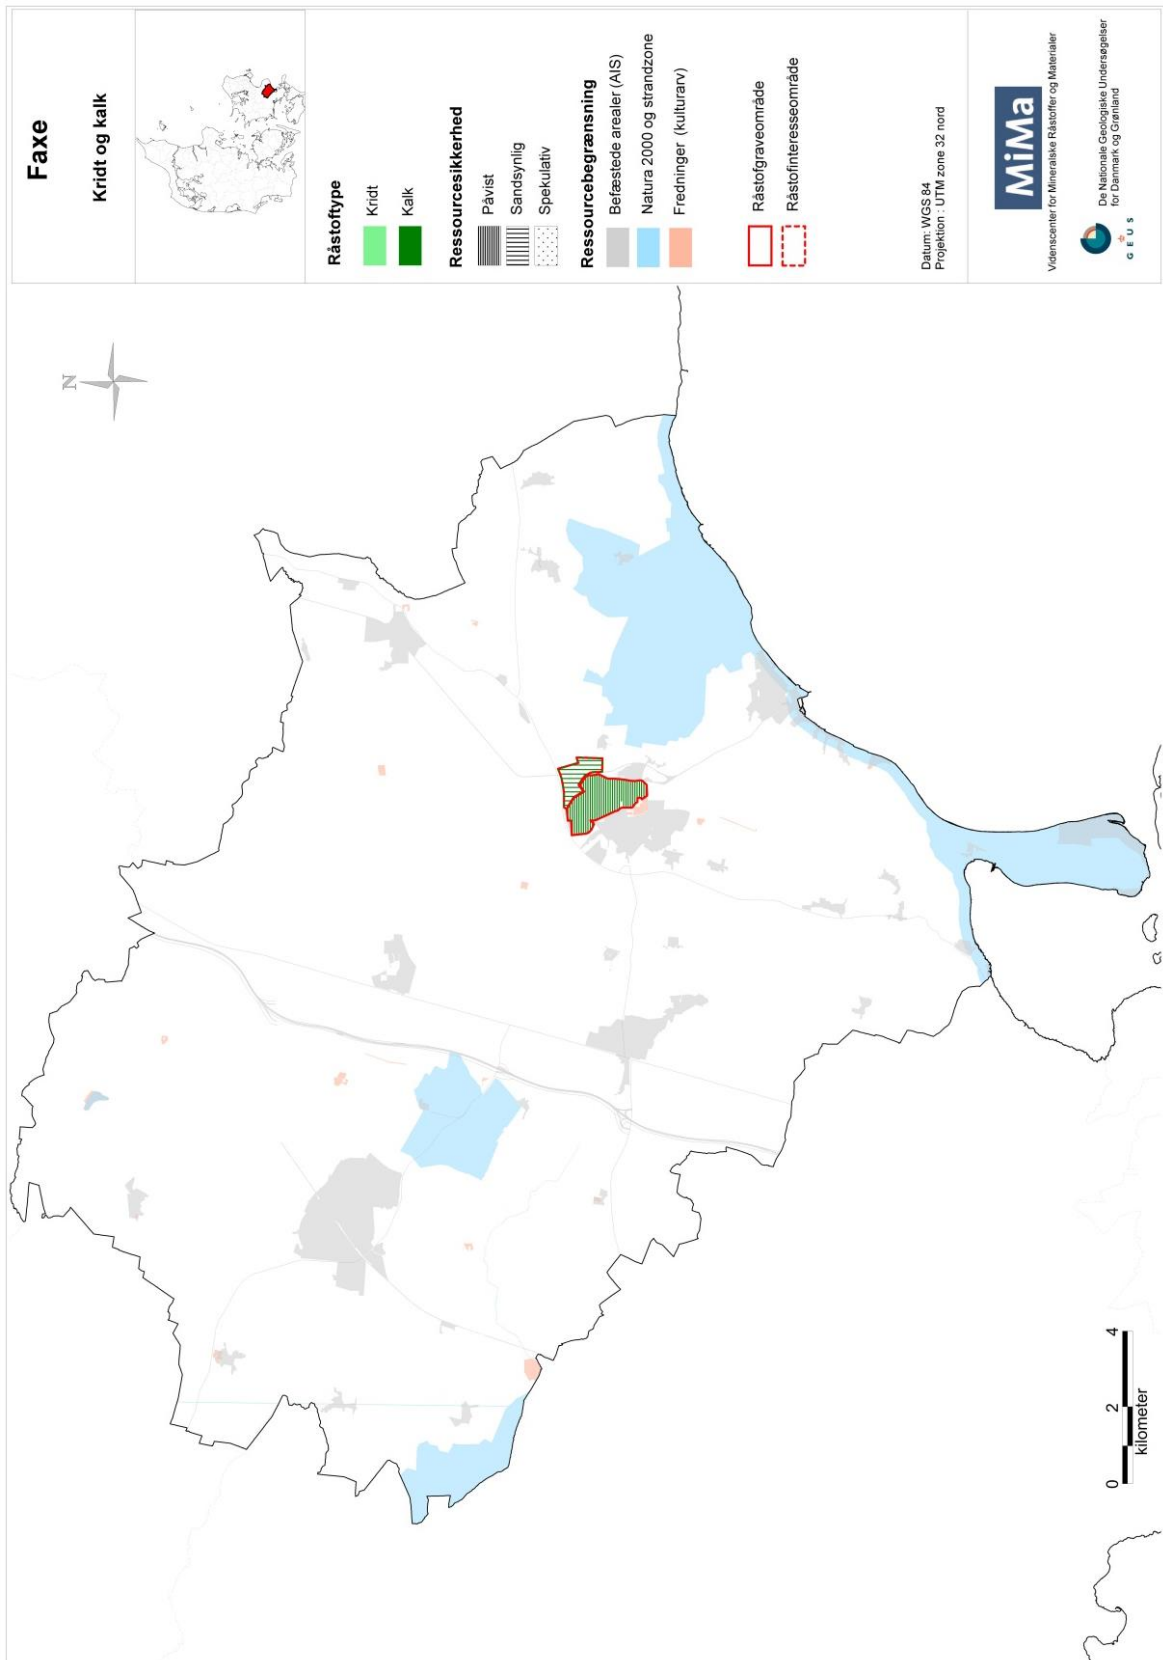 Faxe
Kridt og kalk
Råstoftype
Kridt
Kalk
Ressourcesikkerhed
Påvist
Sandsynlig
Spekulativ
Ressourcebegrænsning
Befæstede arealer (AIS)
Natura 2000 og strandzone
Fredninger (kulturarv)
Råstofgraveområde
Råstofinteresseområde
Datum: WGS 84
Projektion : UTM zone 32 nord
MiMa
Videnscenter for Mineralske Råstoffer og Materialer
GEUS
De Nationale Geologiske Undersøgelser
for Danmark og Grønland
N
0 2 4
kilometer